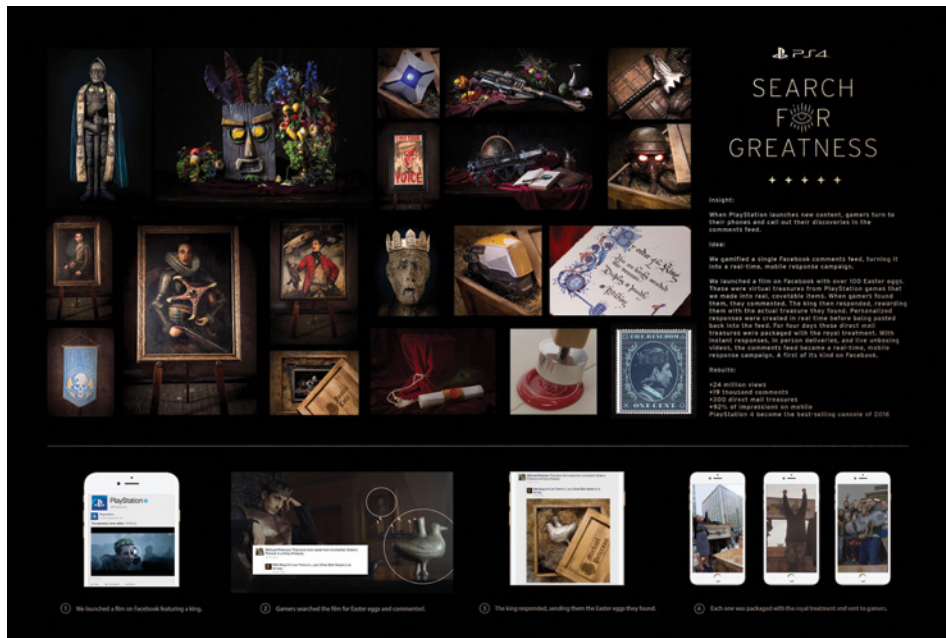 PS4
SEARCH
FOR
GREATNESS
Insight:
When PlayStation launches new content, gamers turn to
their phones and call out their discoveries in the
comments feed.
Idea:
We gamified a single Facebook comments feed, turning it
into a real-time, mobile response campaign.
We launched a film on Facebook with over 100 Easter eggs.
These were virtual treasures from PlayStation games that
we made into real, covetable items. When gamers found
them, they commented. The king then responded, rewarding
them with the actual treasure they found. Personalized
responses were created in real time before being posted
back into the feed. For four days these direct mail
treasures were packaged with the royal treatment. With
instant responses, in person deliveries, and live unboxing
videos, the comments feed became a real-time, mobile
response campaign. A first of its kind on Facebook.
Results:
+24 million views
+19 thousand comments
+300 direct mail treasures
+92% of impressions on mobile
PlayStation 4 became the best-selling console of 2016
VOICE
order of the King
ONE CENT
PlayStation
1 We launched a film on Facebook featuring a king.
2 Gamers searched the film for Easter eggs and commented.
3 The king responded, sending them the Easter eggs they found.
4 Each one was packaged with the royal treatment and sent to gamers.